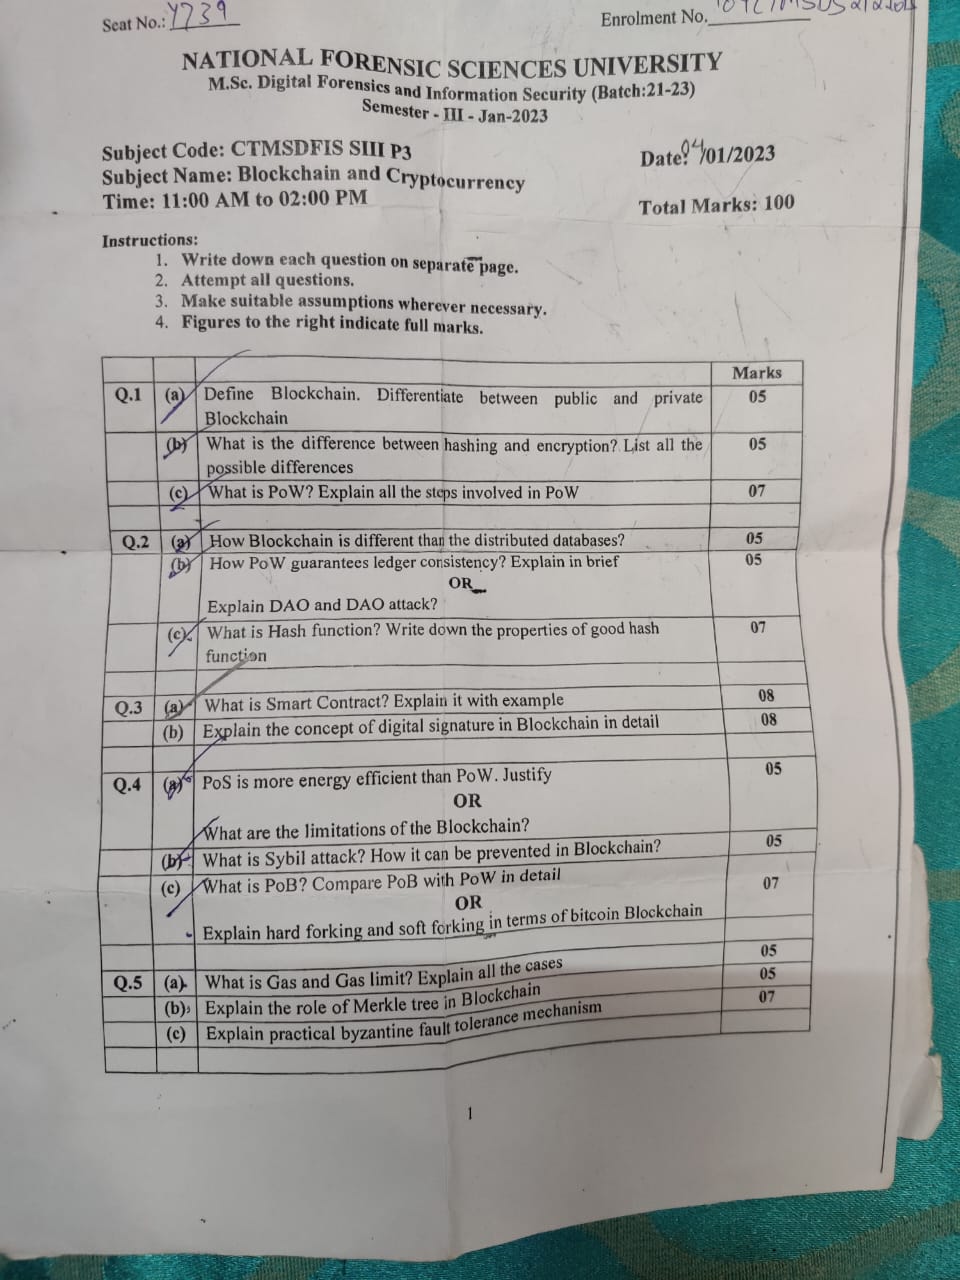 Seat No.: Y739
Enrolment No.
NATIONAL FORENSIC SCIENCES UNIVERSITY
M.Sc. Digital Forensics and Information Security (Batch:21-23)
Semester - III - Jan-2023
Subject Code: CTMSDFIS SIII P3
Date: 04/01/2023
Subject Name: Blockchain and Cryptocurrency
Time: 11:00 AM to 02:00 PM
Total Marks: 100
Instructions:
1. Write down each question on separate page.
2. Attempt all questions.
3. Make suitable assumptions wherever necessary.
4. Figures to the right indicate full marks.
Marks
Q.1 (a) Define Blockchain. Differentiate between public and private 05
Blockchain
(b) What is the difference between hashing and encryption? List all the 05
possible differences
(c) What is PoW? Explain all the steps involved in PoW 07
Q.2 (a) How Blockchain is different than the distributed databases? 05
(b) How PoW guarantees ledger consistency? Explain in brief 05
OR
Explain DAO and DAO attack?
(c) What is Hash function? Write down the properties of good hash 07
function
Q.3 (a) What is Smart Contract? Explain it with example 08
(b) Explain the concept of digital signature in Blockchain in detail 08
Q.4 (a) PoS is more energy efficient than PoW. Justify 05
OR
What are the limitations of the Blockchain?
(b) What is Sybil attack? How it can be prevented in Blockchain? 05
(c) What is PoB? Compare PoB with PoW in detail 07
OR
Explain hard forking and soft forking in terms of bitcoin Blockchain
Q.5 (a) What is Gas and Gas limit? Explain all the cases 05
(b) Explain the role of Merkle tree in Blockchain 05
(c) Explain practical byzantine fault tolerance mechanism 07
1